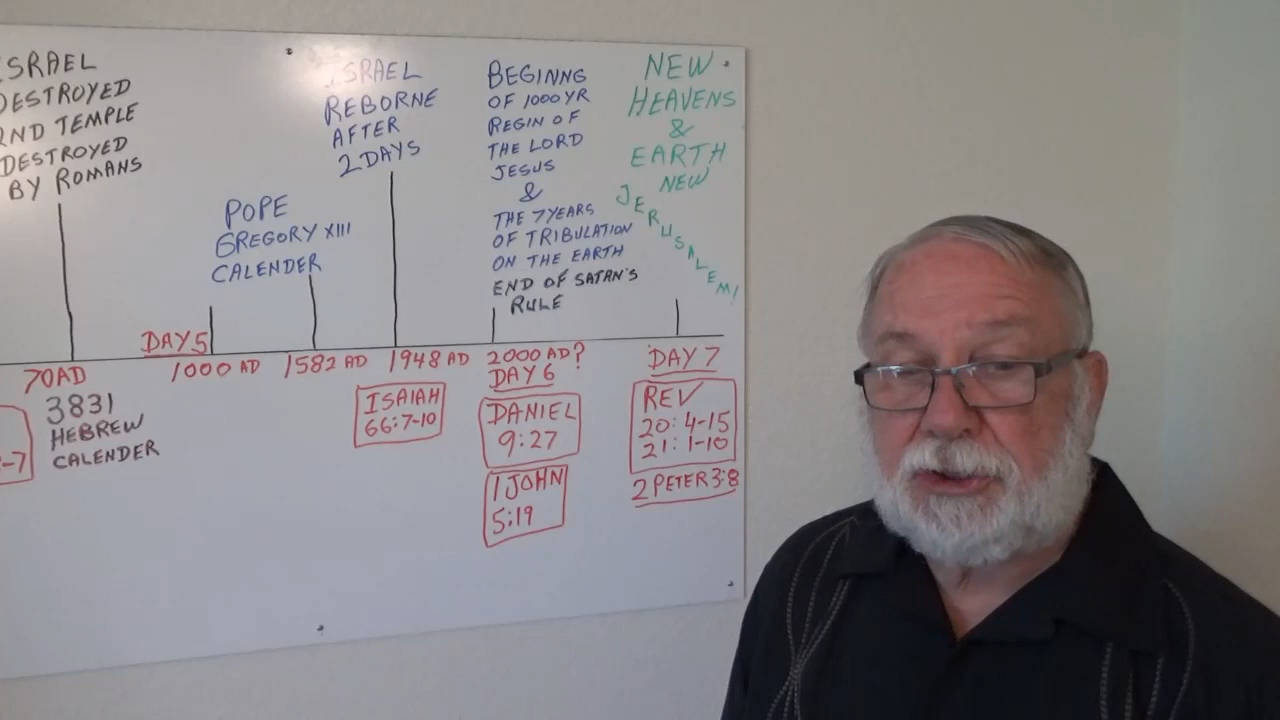 ISRAEL
DESTROYED
2ND TEMPLE
DESTROYED
BY ROMANS
POPE
GREGORY XIII
CALENDER
ISRAEL
REBORNE
AFTER
2 DAYS
BEGINNG
OF 1000 YR
REGIN OF
THE LORD
JESUS
&
THE 7 YEARS
OF TRIBULATION
ON THE EARTH
END OF SATAN'S
RULE
NEW
HEAVENS
&
EARTH
NEW
JERUSALEM!
DAY 5
70 AD
1000 AD
1582 AD
1948 AD
2000 AD?
DAY 6
DAY 7
3831
HEBREW
CALENDER
-7
ISAIAH
66:7-10
DANIEL
9:27
1 JOHN
5:19
REV
20: 4-15
21: 1-10
2 PETER 3:8